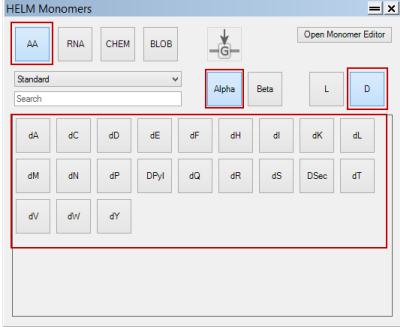 HELM Monomers
AA RNA CHEM BLOB G Open Monomer Editor
Standard
Alpha Beta L D
Search
dA dC dD dE dF dH dI dK dL
dM dN dP DPyl dQ dR dS DSec dT
dV dW dY